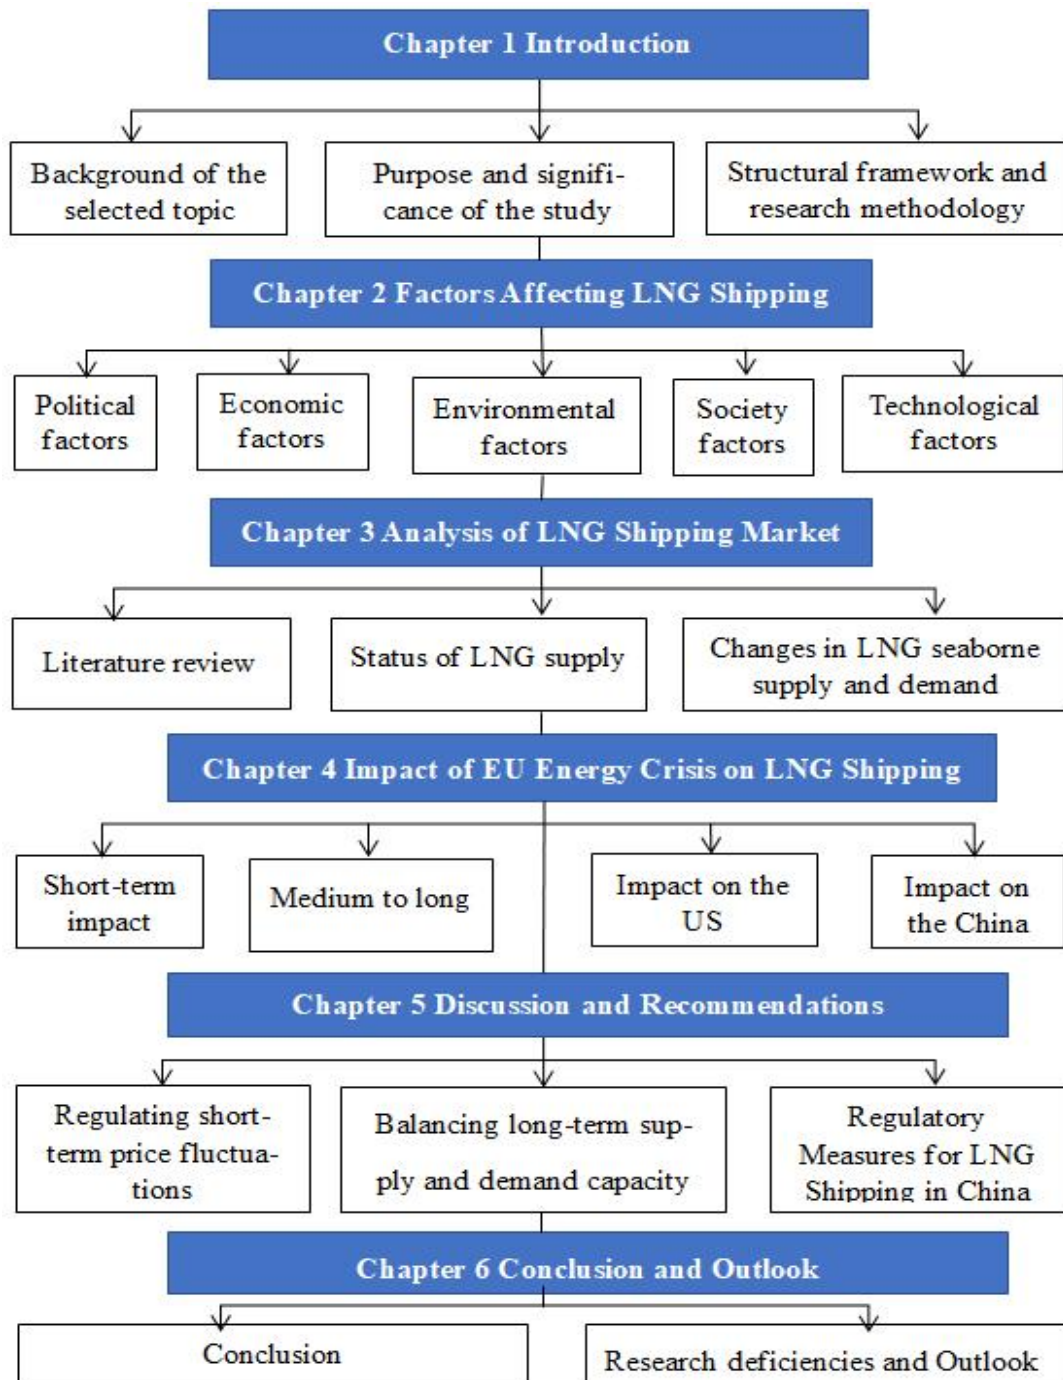 Chapter 1 Introduction
Background of the
selected topic
Purpose and signifi-
cance of the study
Structural framework and
research methodology
Chapter 2 Factors Affecting LNG Shipping
Political
factors
Economic
factors
Environmental
factors
Society
factors
Technological
factors
Chapter 3 Analysis of LNG Shipping Market
Literature review
Status of LNG supply
Changes in LNG seaborne
supply and demand
Chapter 4 Impact of EU Energy Crisis on LNG Shipping
Short-term
impact
Medium to long
Impact on the
US
Impact on
the China
Chapter 5 Discussion and Recommendations
Regulating short-
term price fluctua-
tions
Balancing long-term sup-
ply and demand capacity
Regulatory
Measures for LNG
Shipping in China
Chapter 6 Conclusion and Outlook
Conclusion
Research deficiencies and Outlook